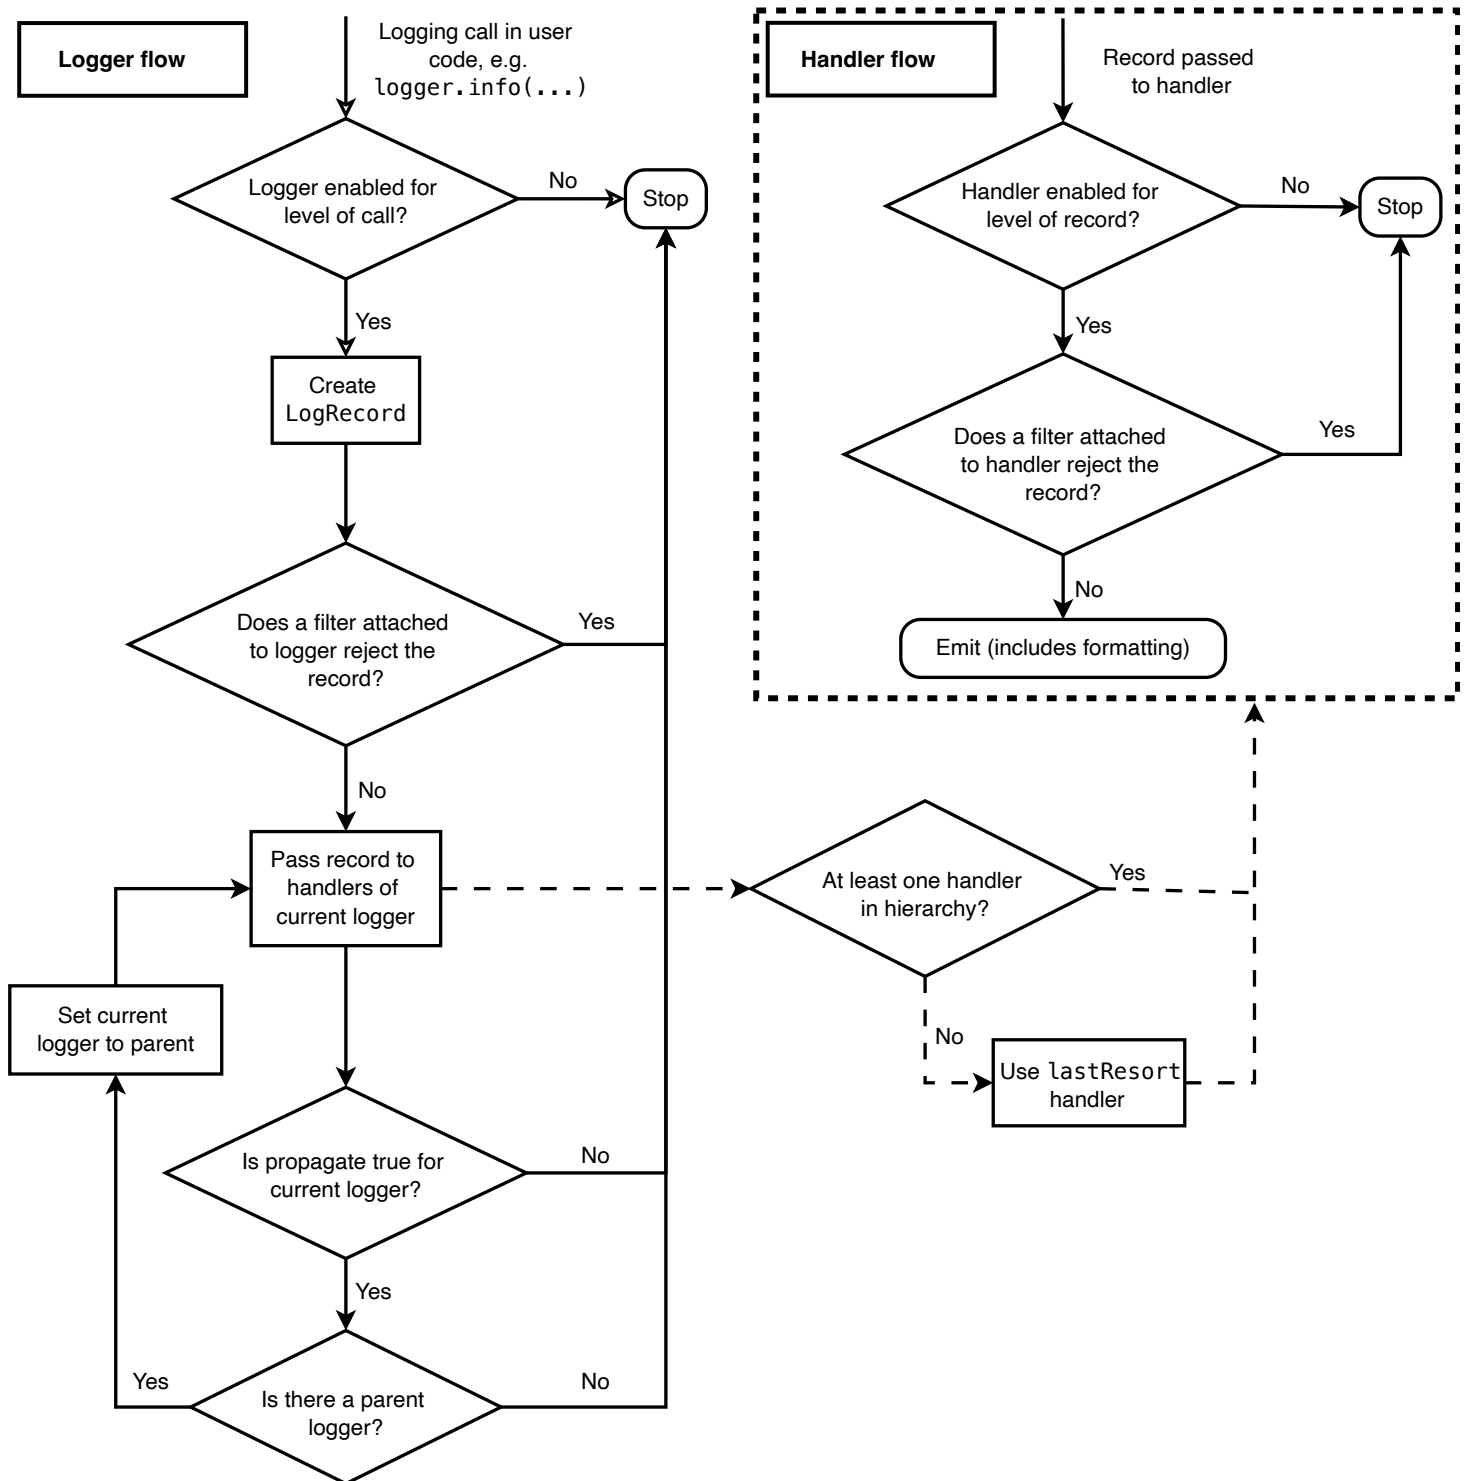 Logger flow
Logging call in user
code, e.g.
logger.info(...)
Logger enabled for
level of call?
No
Stop
Yes
Create
LogRecord
Does a filter attached
to logger reject the
record?
Yes
No
Pass record to
handlers of
current logger
Set current
logger to parent
Is propagate true for
current logger?
No
Yes
Is there a parent
logger?
Yes
No
Handler flow
Record passed
to handler
Handler enabled for
level of record?
No
Stop
Yes
Does a filter attached
to handler reject the
record?
Yes
No
Emit (includes formatting)
At least one handler
in hierarchy?
Yes
No
Use lastResort
handler